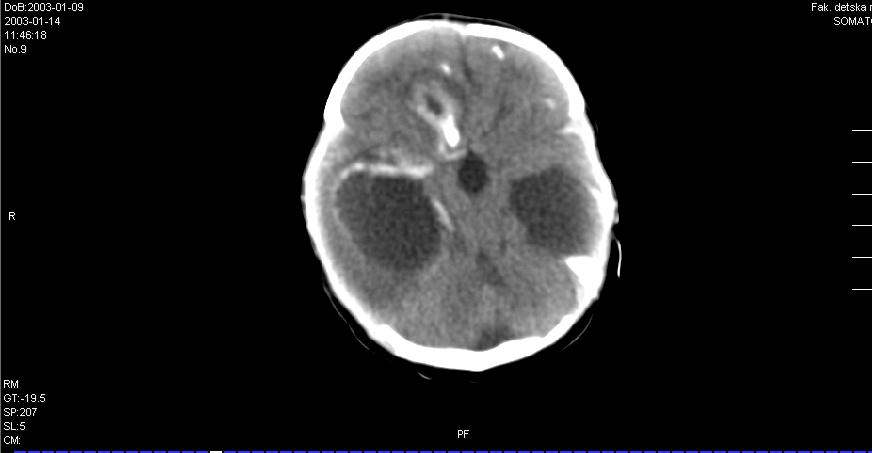 DoB:2003-01-09
2003-01-14
11:46:18
No.9
Fak. detska
R
RM
GT:-19.5
SP:207
SL:5
CM:
PF